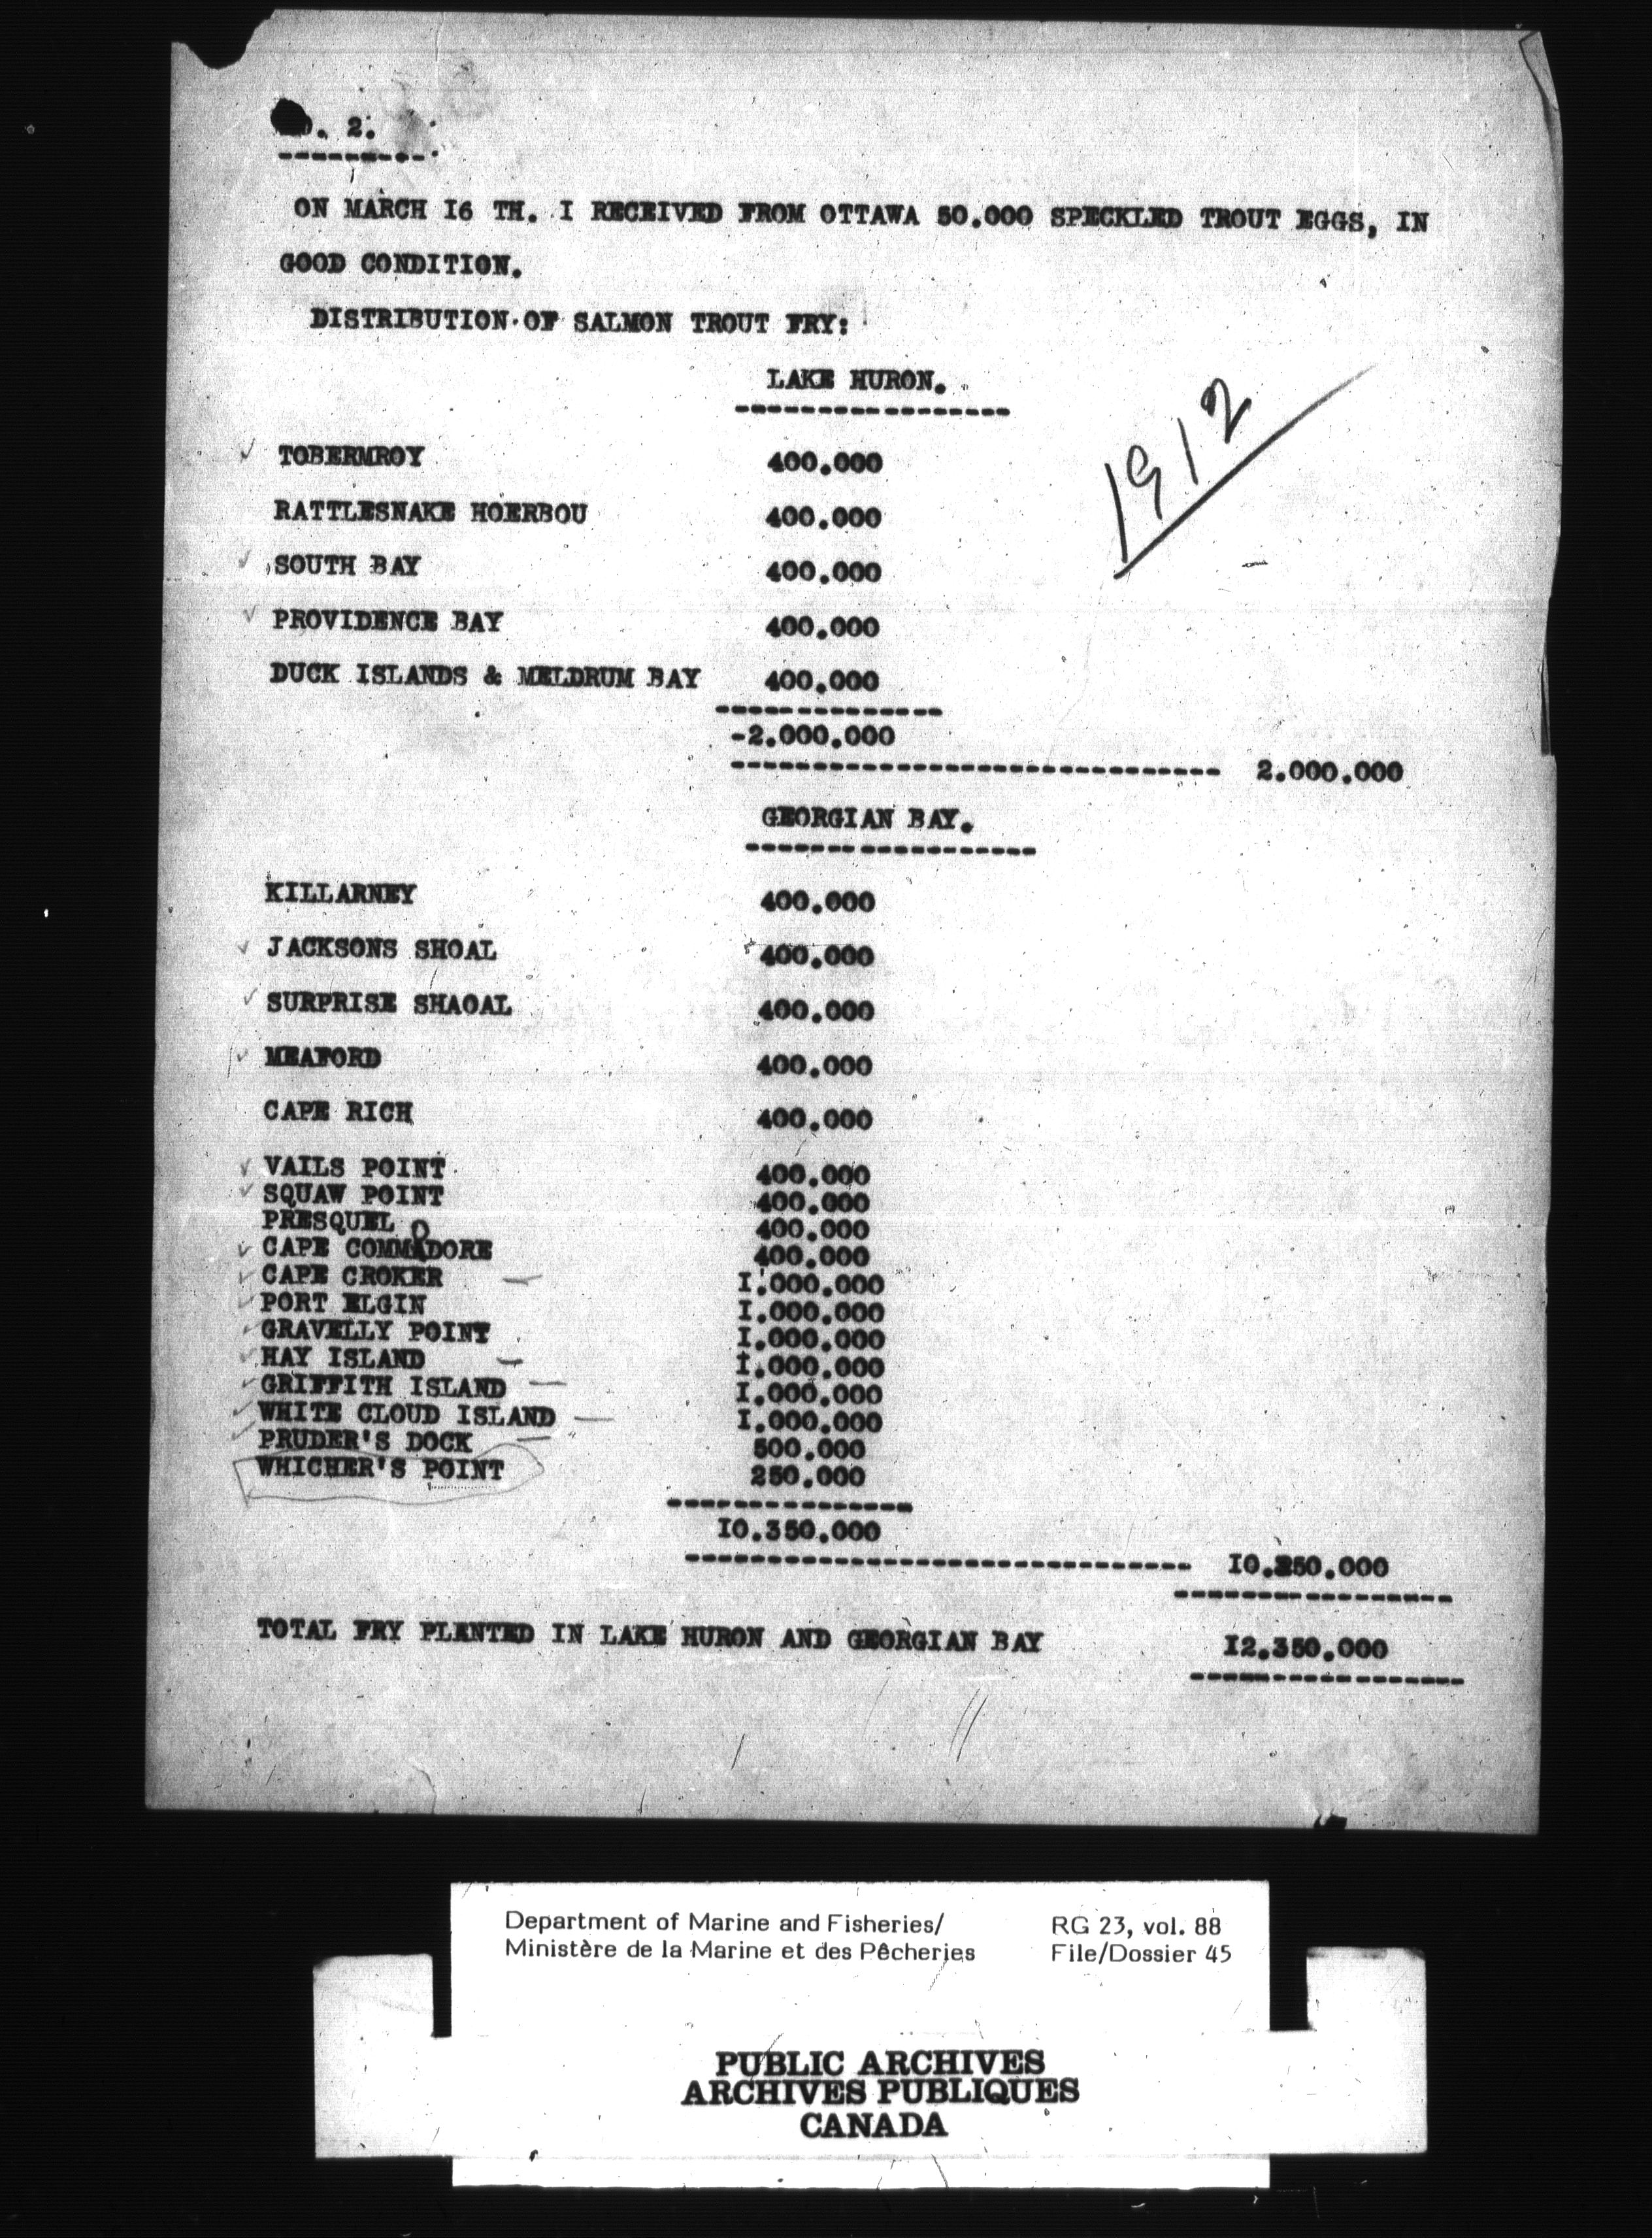 . 2.
ON MARCH I6 TH. I RECEIVED FROM OTTAWA 50.000 SPECKLED TROUT EGGS, IN
GOOD CONDITION.
DISTRIBUTION OF SALMON TROUT FRY:
LAKE HURON.
1912
TOBERMROY 400.000
RATTLESNAKE HOERBOU 400.000
SOUTH BAY 400.000
PROVIDENCE BAY 400.000
DUCK ISLANDS & MELDRUM BAY 400.000
-2.000.000
2.000.000
GEORGIAN BAY.
KILLARNEY 400.000
JACKSONS SHOAL 400.000
SURPRISE SHAOAL 400.000
MEAFORD 400.000
CAPE RICH 400.000
VAILS POINT 400.000
SQUAW POINT 400.000
PRESQUEL 400.000
CAPE COMMODORE 400.000
CAPE CROKER I.000.000
PORT ELGIN I.000.000
GRAVELLY POINT I.000.000
HAY ISLAND I.000.000
GRIFFITH ISLAND I.000.000
WHITE CLOUD ISLAND I.000.000
PRUDER'S DOCK 500.000
WHICHER'S POINT 250.000
I0.350.000
I0.350.000
TOTAL FRY PLENTED IN LAKE HURON AND GEORGIAN BAY I2.350.000
Department of Marine and Fisheries/ RG 23, vol. 88
Ministère de la Marine et des Pêcheries File/Dossier 45
PUBLIC ARCHIVES
ARCHIVES PUBLIQUES
CANADA